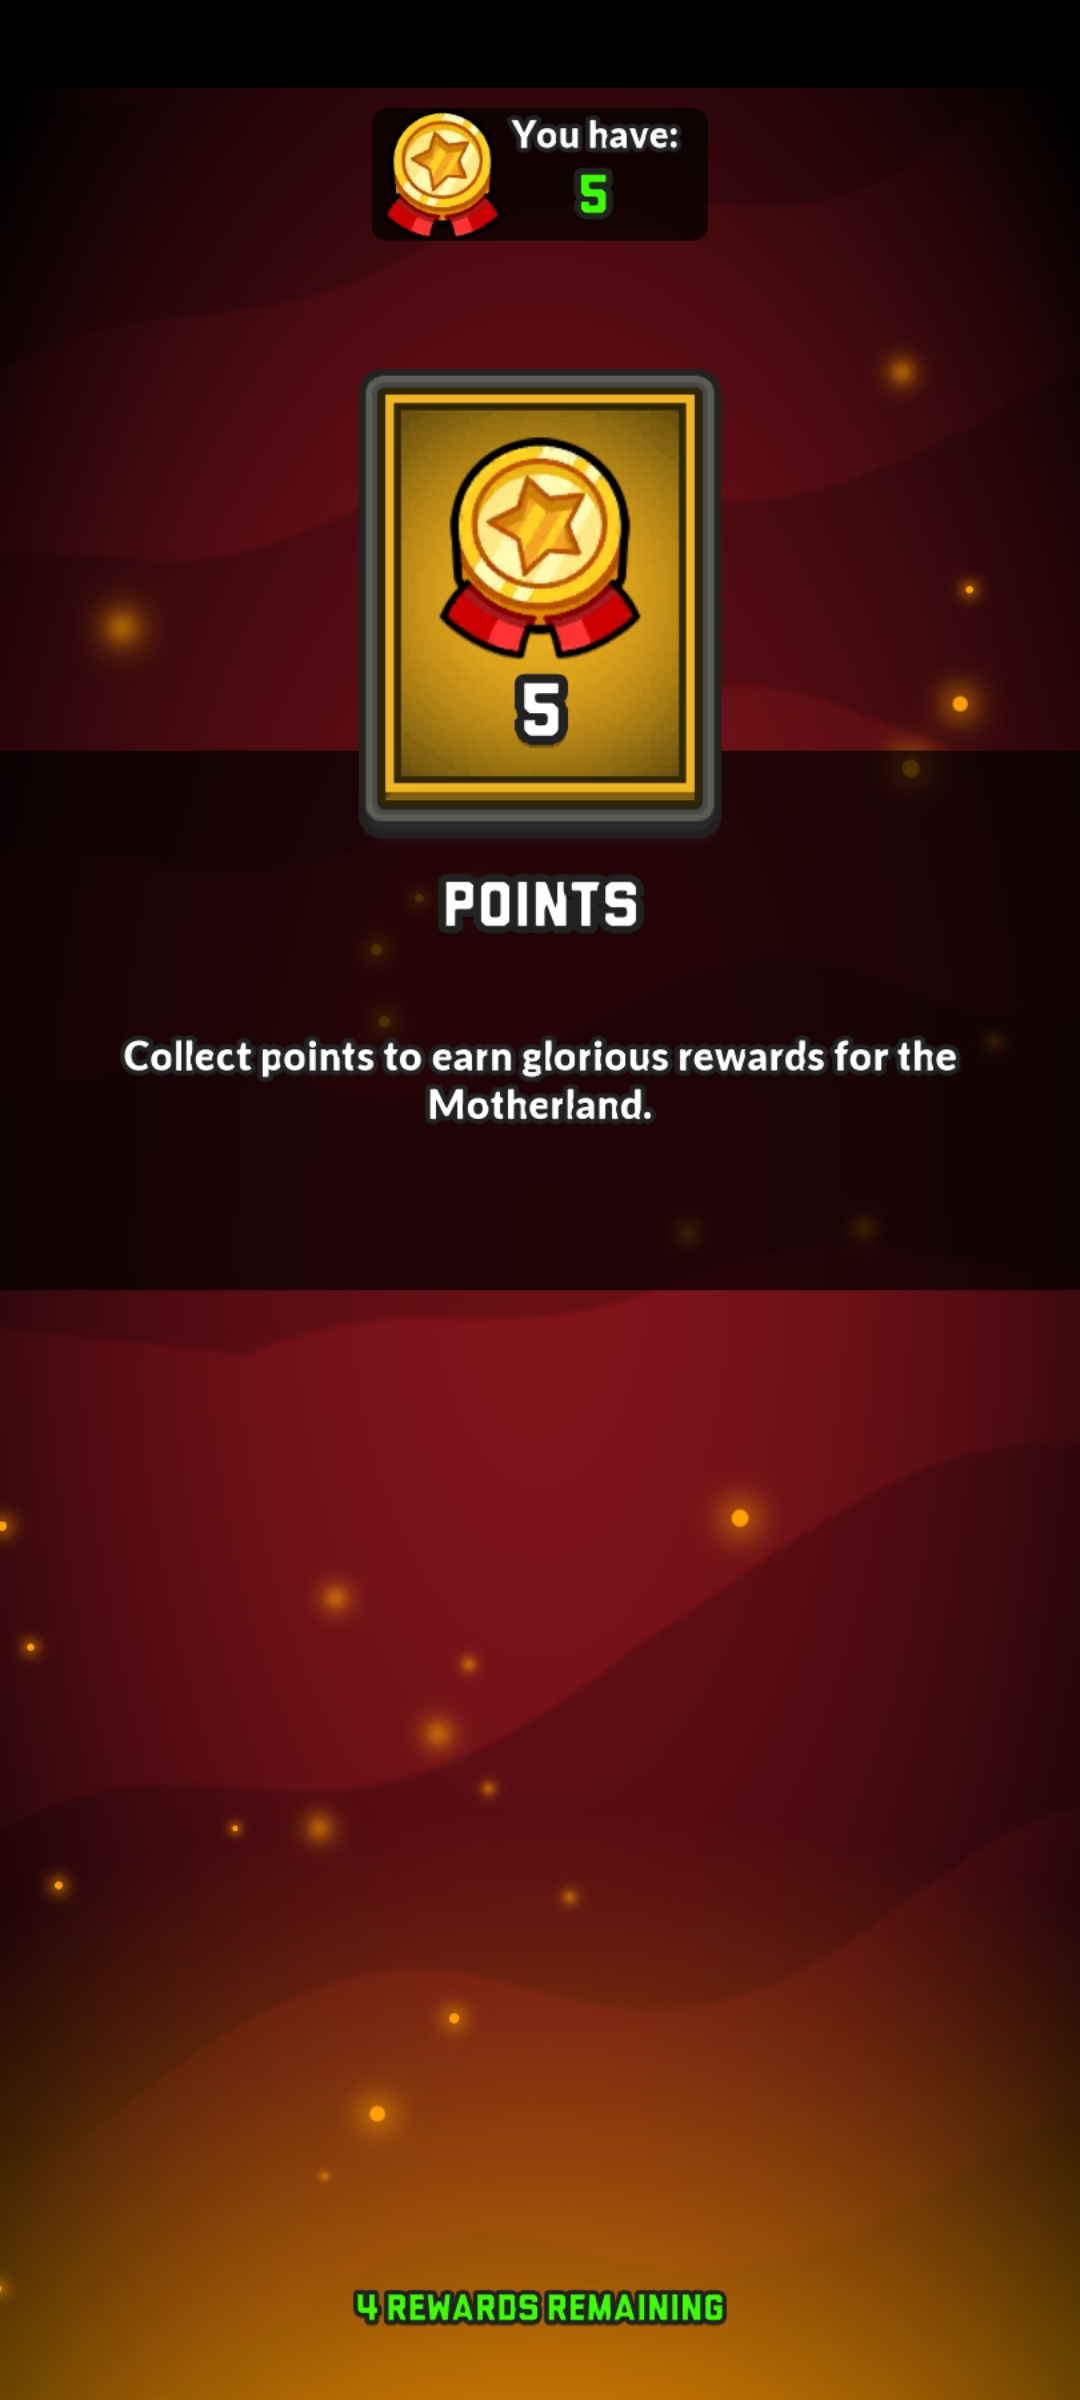 You have:
5
5
POINTS
Collect points to earn glorious rewards for the
Motherland.
4 REWARDS REMAINING